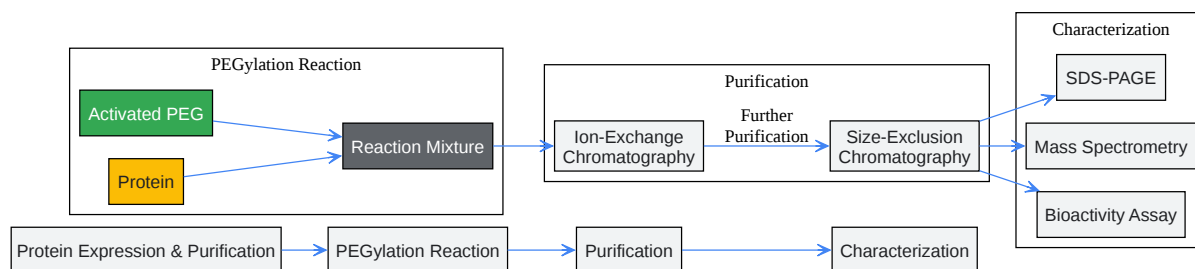 Characterization
PEGylation Reaction
Purification
SDS-PAGE
Activated PEG
Further
Purification
Reaction Mixture
Ion-Exchange
Chromatography
Size-Exclusion
Chromatography
Mass Spectrometry
Protein
Bioactivity Assay
Protein Expression & Purification
PEGylation Reaction
Purification
Characterization